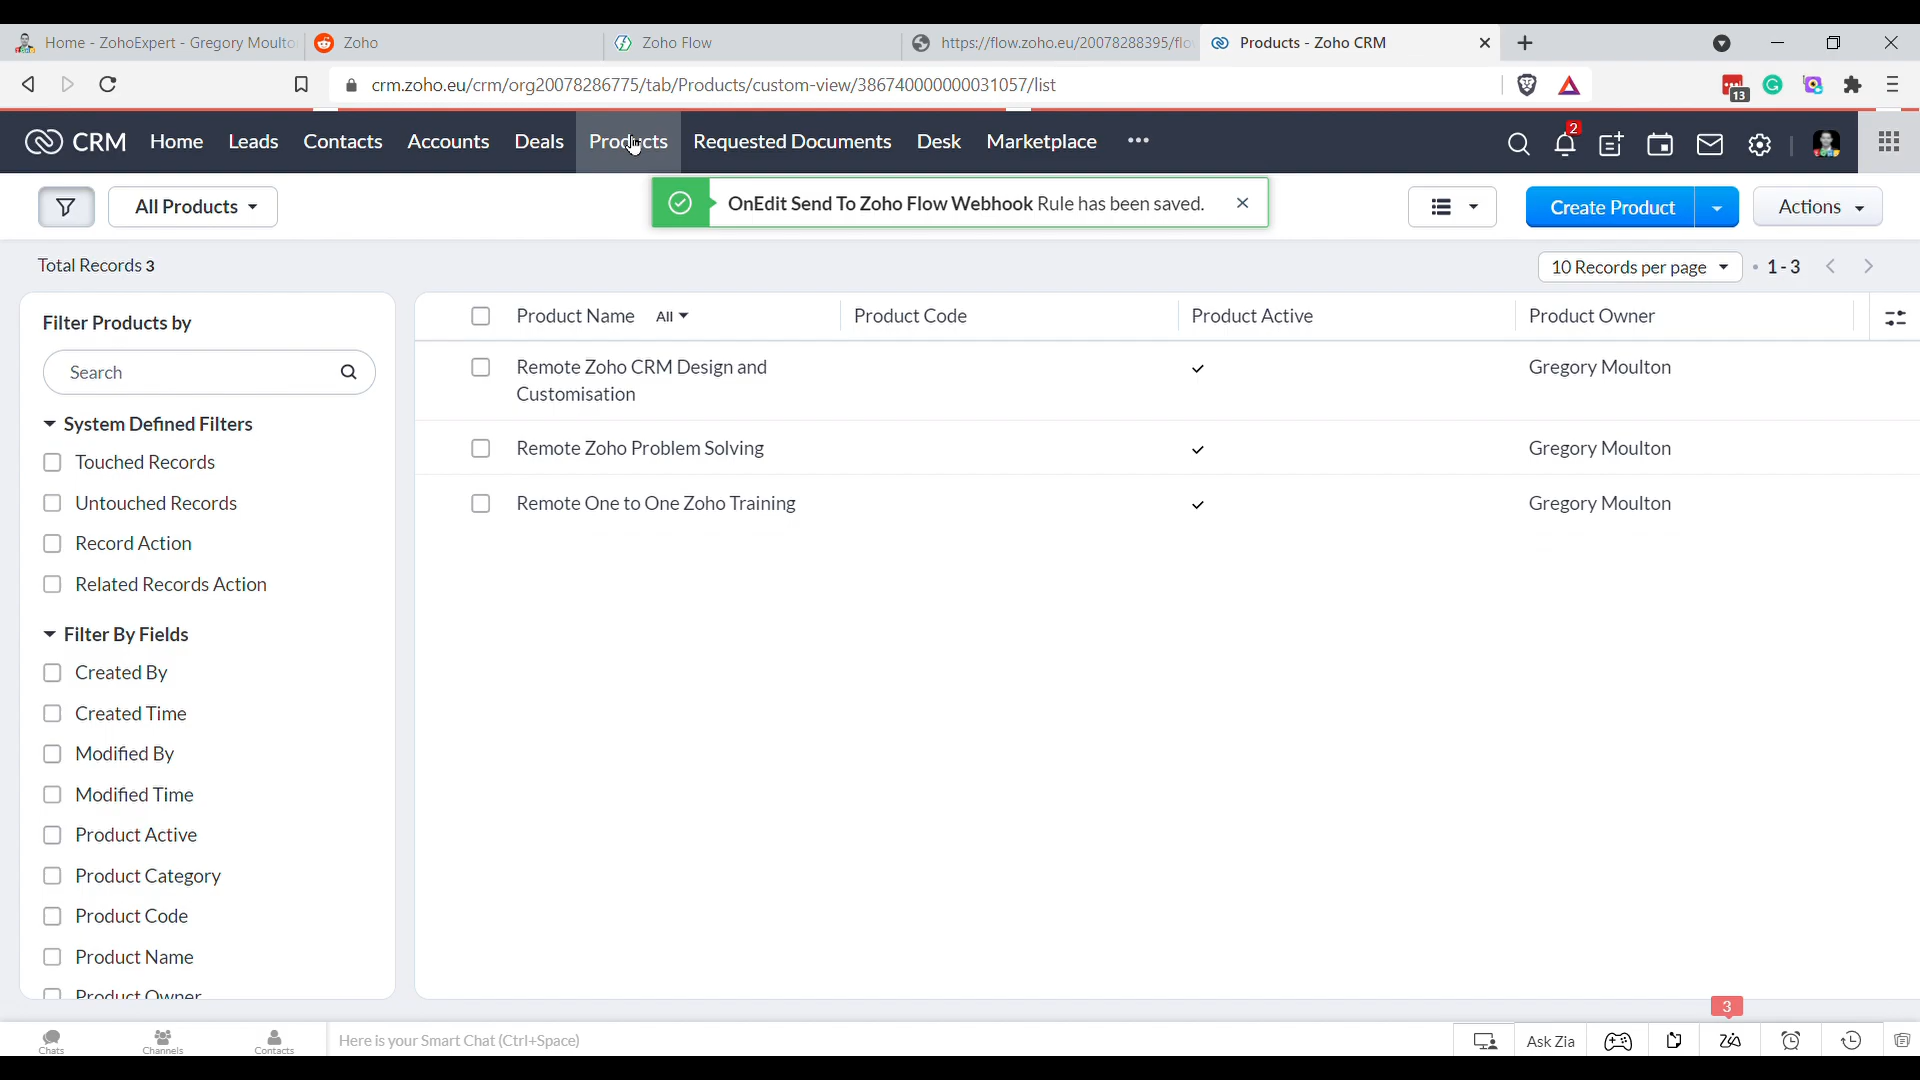 Home - ZohoExpert - Gregory Moulto
Zoho
Zoho Flow
https://flow.zoho.eu/20078288395/flo
Products - Zoho CRM
crm.zoho.eu/crm/org20078286775/tab/Products/custom-view/386740000000031057/list
13
CRM
Home
Leads
Contacts
Accounts
Deals
Products
Requested Documents
Desk
Marketplace
•••
2
All Products
OnEdit Send To Zoho Flow Webhook Rule has been saved.
Create Product
Actions
Total Records 3
10 Records per page
• 1 - 3
Filter Products by
Search
System Defined Filters
Touched Records
Untouched Records
Record Action
Related Records Action
Filter By Fields
Created By
Created Time
Modified By
Modified Time
Product Active
Product Category
Product Code
Product Name
Product Owner
Product Name All
Product Code
Product Active
Product Owner
Remote Zoho CRM Design and
Customisation
Gregory Moulton
Remote Zoho Problem Solving
Gregory Moulton
Remote One to One Zoho Training
Gregory Moulton
3
Chats
Channels
Contacts
Here is your Smart Chat (Ctrl+Space)
Ask Zia